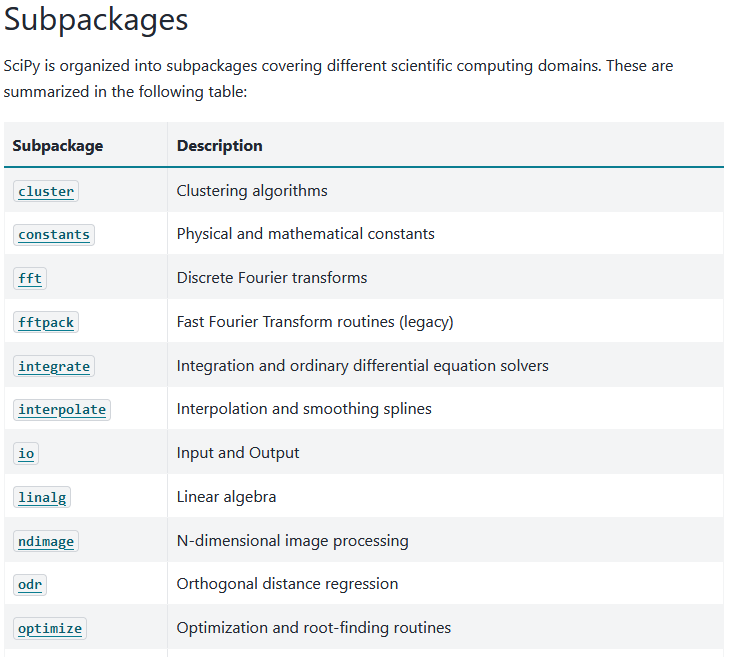 Subpackages
SciPy is organized into subpackages covering different scientific computing domains. These are
summarized in the following table:
Subpackage Description
cluster Clustering algorithms
constants Physical and mathematical constants
fft Discrete Fourier transforms
fftpack Fast Fourier Transform routines (legacy)
integrate Integration and ordinary differential equation solvers
interpolate Interpolation and smoothing splines
io Input and Output
linalg Linear algebra
ndimage N-dimensional image processing
odr Orthogonal distance regression
optimize Optimization and root-finding routines